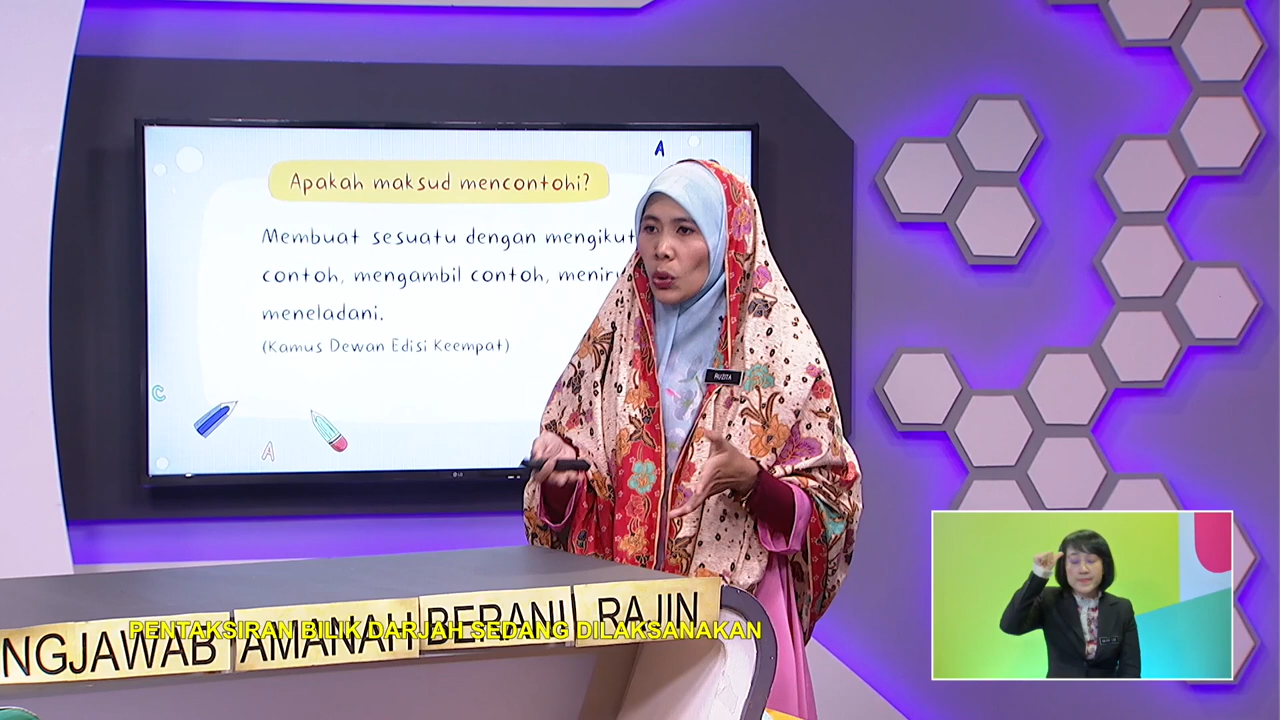 A
Apakah maksud mencontohi?
Membuat sesuatu dengan mengikut
contoh, mengambil contoh, meniru
meneladani.
(Kamus Dewan Edisi Keempat)
C
A
LG
RUZITA
NGJAWAB AMANAH BERANI RAJIN
PENTAKSIRAN BILIK DARJAH SEDANG DILAKSANAKAN